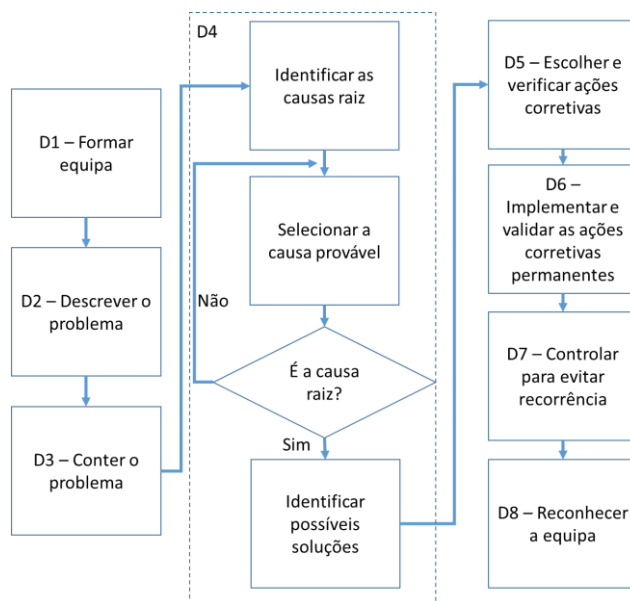 D1 – Formar
equipa
D2 – Descrever o
problema
D3 – Conter o
problema
D4
Identificar as
causas raiz
Selecionar a
causa provável
Não
É a causa
raiz?
Sim
Identificar
possíveis
soluções
D5 – Escolher e
verificar ações
corretivas
D6 –
Implementar e
validar as ações
corretivas
permanentes
D7 – Controlar
para evitar
recorrência
D8 – Reconhecer
a equipa